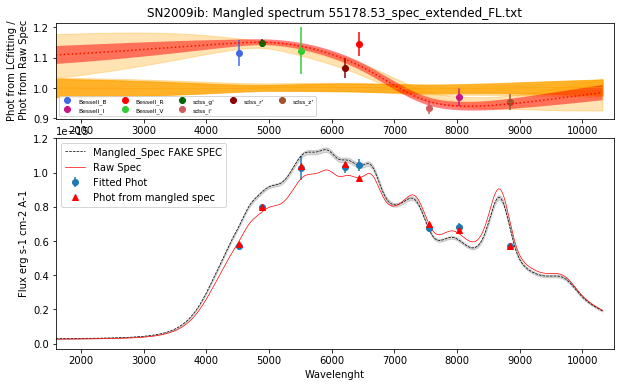 SN2009ib: Mangled spectrum 55178.53_spec_extended_FL.txt
Phot from LCfitting /
Phot from Raw Spec
1.2
1.1
1.0
0.9
Bessell_B
Bessell_R
sdss_g'
sdss_r'
sdss_z'
Bessell_I
Bessell_V
sdss_i'
2000 3000 4000 5000 6000 7000 8000 9000 10000
1.2
1.0
0.8
0.6
0.4
0.2
0.0
Flux erg s-1 cm-2 A-1
Mangled_Spec FAKE SPEC
Raw Spec
Fitted Phot
Phot from mangled spec
2000 3000 4000 5000 6000 7000 8000 9000 10000
Wavelenght